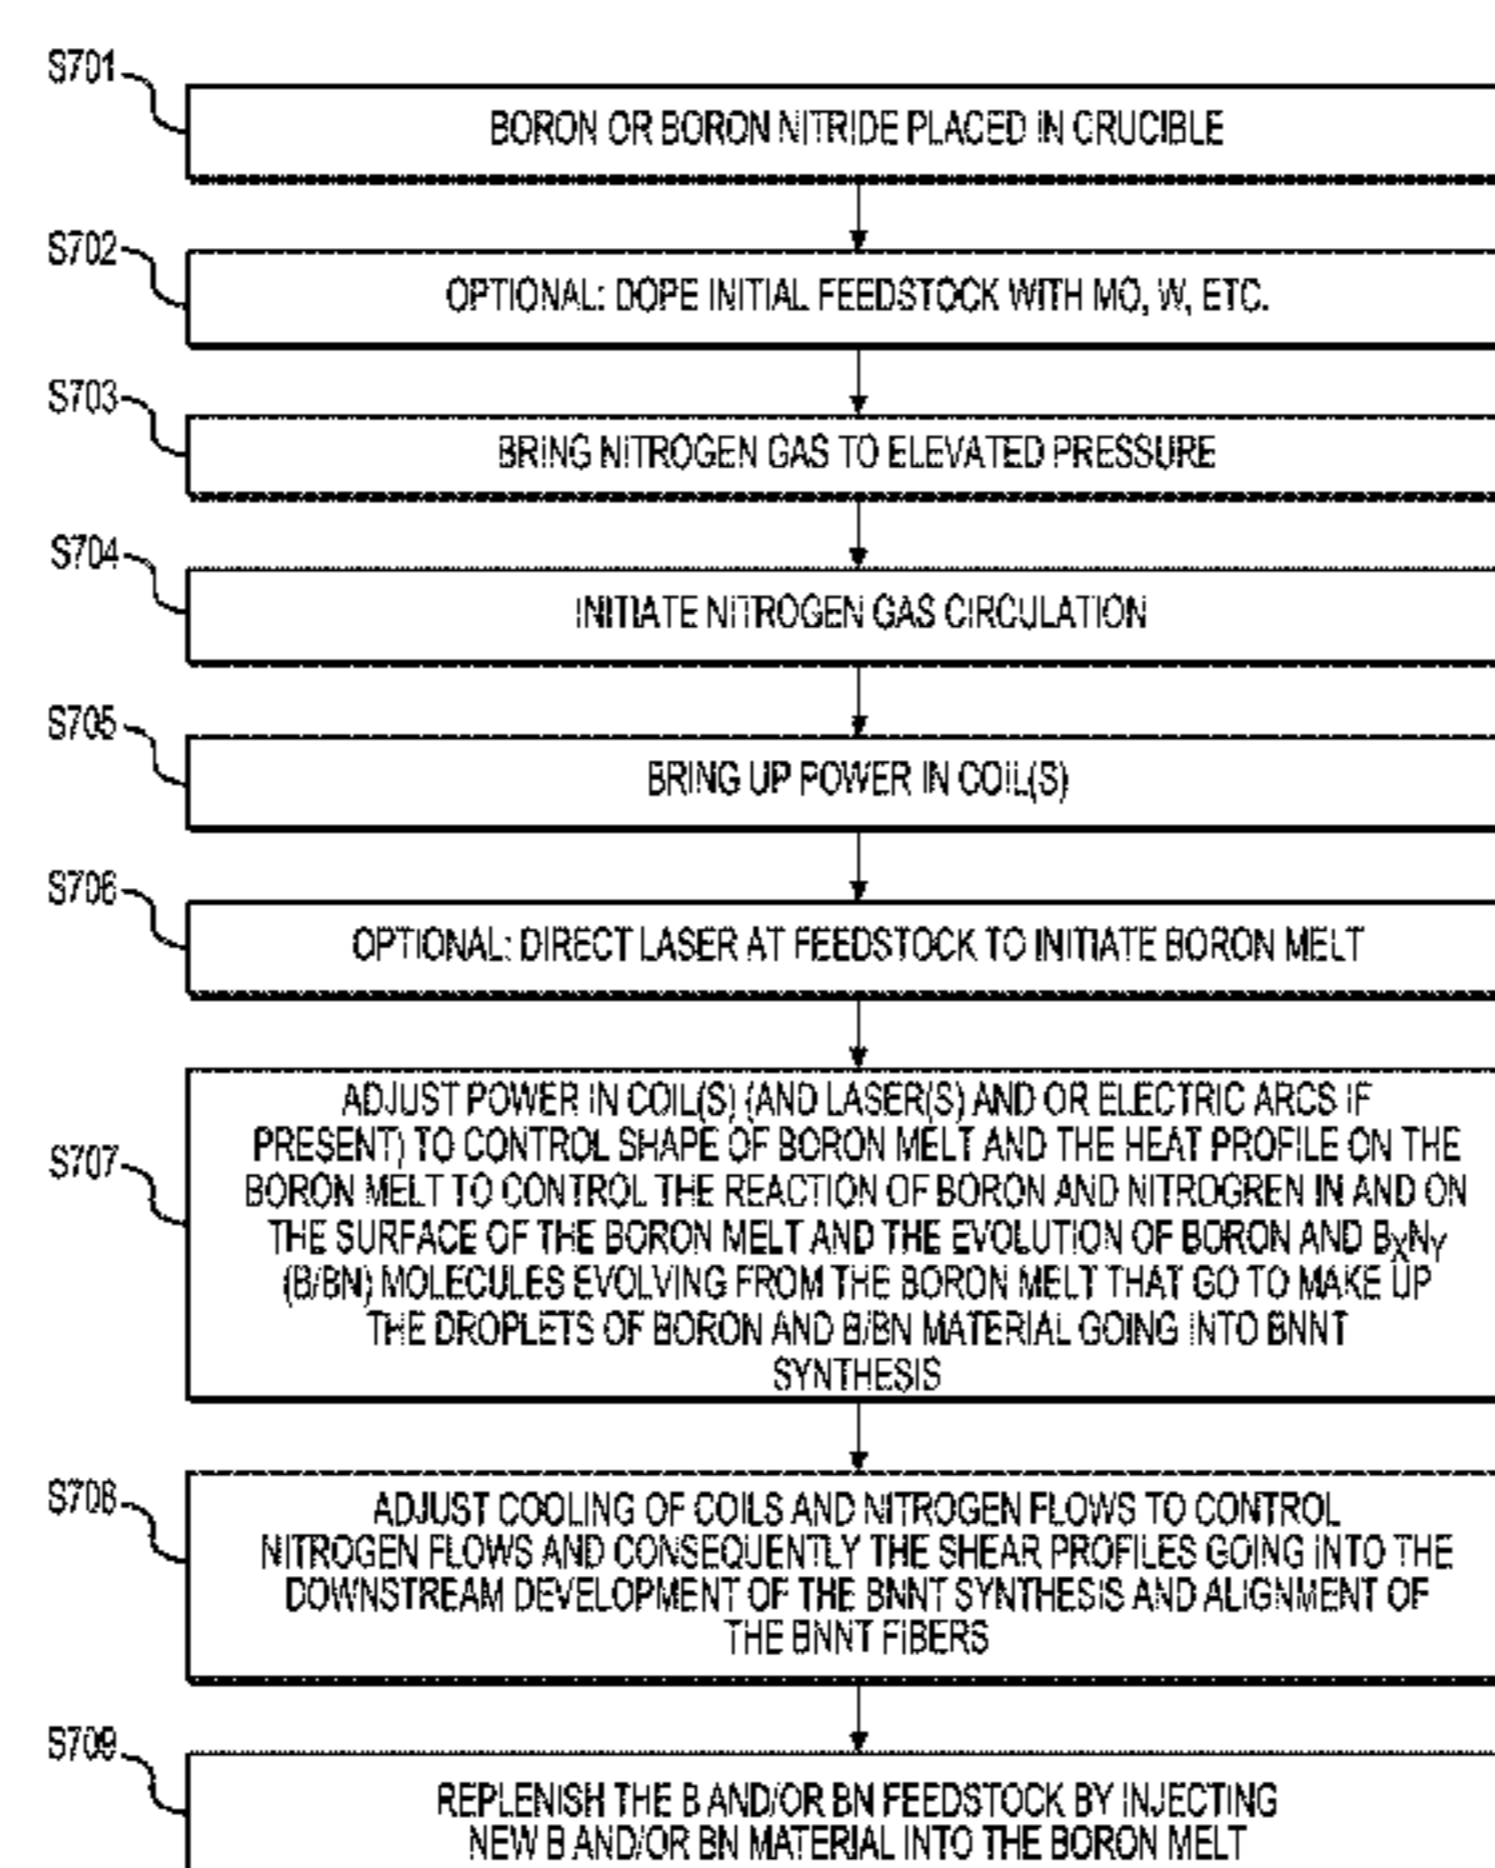 S701
BORON OR BORON NITRIDE PLACED IN CRUCIBLE
S702
OPTIONAL: DOPE INITIAL FEEDSTOCK WITH MO, W, ETC.
S703
BRING NITROGEN GAS TO ELEVATED PRESSURE
S704
INITIATE NITROGEN GAS CIRCULATION
S705
BRING UP POWER IN COIL(S)
S706
OPTIONAL: DIRECT LASER AT FEEDSTOCK TO INITIATE BORON MELT
S707
ADJUST POWER IN COIL(S) (AND LASER(S) AND OR ELECTRIC ARCS IF
PRESENT) TO CONTROL SHAPE OF BORON MELT AND THE HEAT PROFILE ON THE
BORON MELT TO CONTROL THE REACTION OF BORON AND NITROGREN IN AND ON
THE SURFACE OF THE BORON MELT AND THE EVOLUTION OF BORON AND BXNY
(B/BN) MOLECULES EVOLVING FROM THE BORON MELT THAT GO TO MAKE UP
THE DROPLETS OF BORON AND B/BN MATERIAL GOING INTO BNNT
SYNTHESIS
S708
ADJUST COOLING OF COILS AND NITROGEN FLOWS TO CONTROL
NITROGEN FLOWS AND CONSEQUENTLY THE SHEAR PROFILES GOING INTO THE
DOWNSTREAM DEVELOPMENT OF THE BNNT SYNTHESIS AND ALIGNMENT OF
THE BNNT FIBERS
S709
REPLENISH THE B AND/OR BN FEEDSTOCK BY INJECTING
NEW B AND/OR BN MATERIAL INTO THE BORON MELT